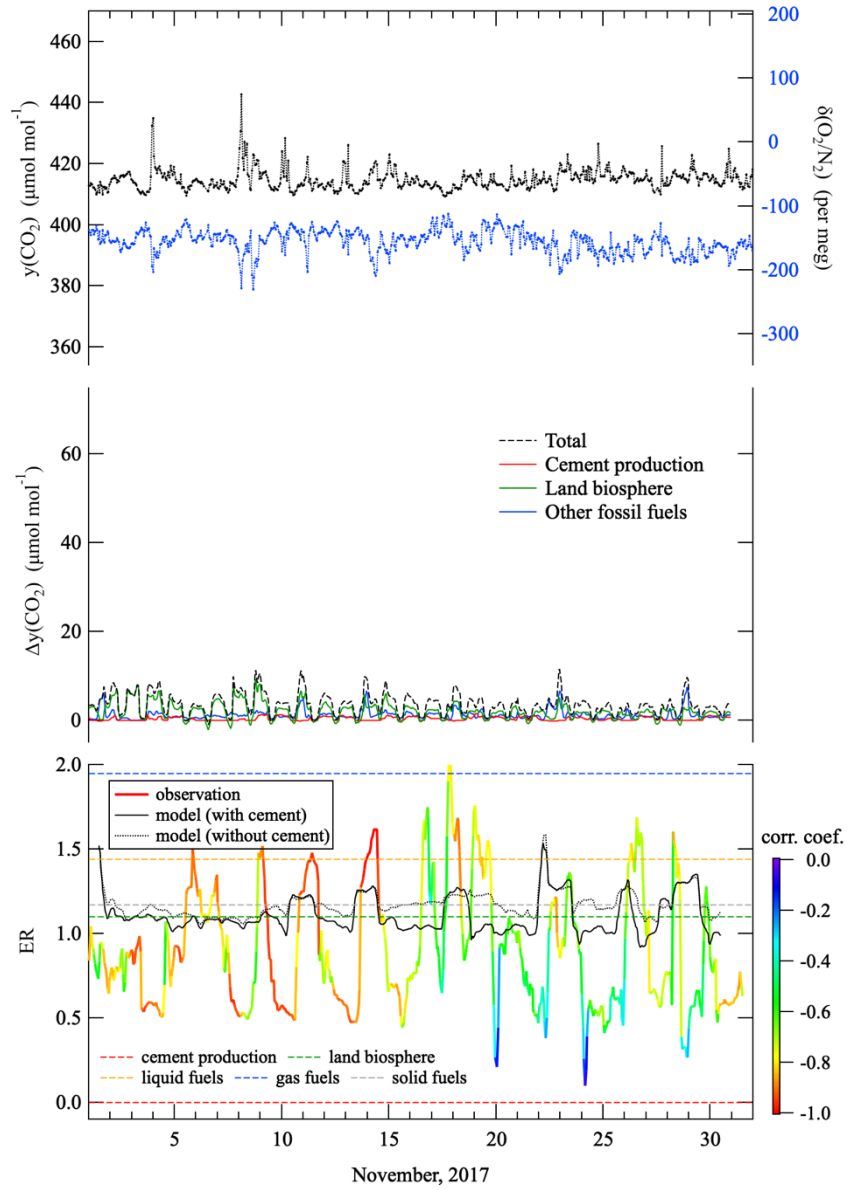 460
440
420
400
380
360
y(CO2) (μmol mol−1)
200
100
0
-100
-200
-300
δ(O2/N2) (per meg)
60
40
20
0
Δy(CO2) (μmol mol−1)
Total
Cement production
Land biosphere
Other fossil fuels
2.0
1.5
1.0
0.5
0.0
ER
observation
model (with cement)
model (without cement)
cement production land biosphere
liquid fuels gas fuels solid fuels
corr. coef.
0.0
-0.2
-0.4
-0.6
-0.8
-1.0
5 10 15 20 25 30
November, 2017